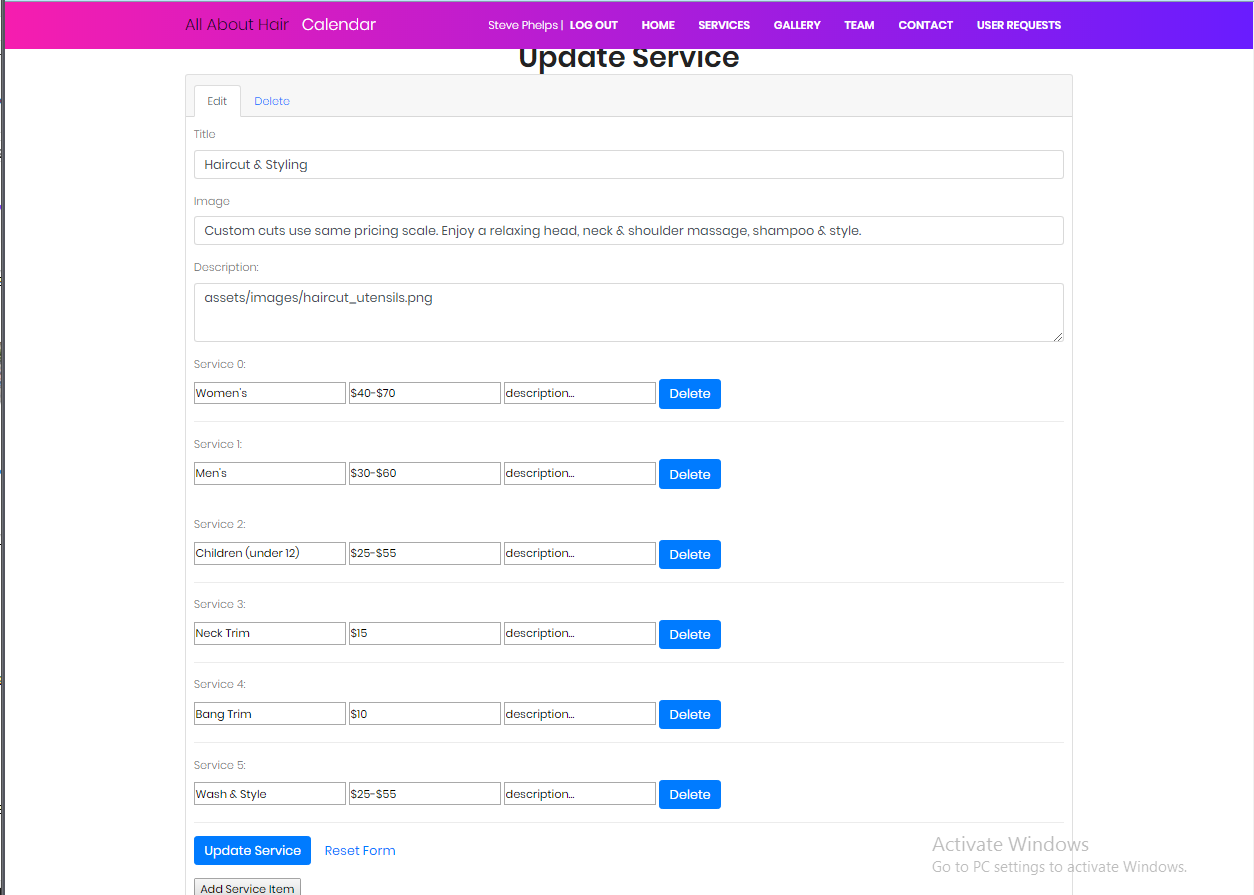 All About Hair Calendar Steve Phelps | LOG OUT HOME SERVICES GALLERY TEAM CONTACT USER REQUESTS
Update Service
Edit Delete
Title
Haircut & Styling
Image
Custom cuts use same pricing scale. Enjoy a relaxing head, neck & shoulder massage, shampoo & style.
Description:
assets/images/haircut_utensils.png
Service 0:
Women's $40-$70 description... Delete
Service 1:
Men's $30-$60 description... Delete
Service 2:
Children (under 12) $25-$55 description... Delete
Service 3:
Neck Trim $15 description... Delete
Service 4:
Bang Trim $10 description... Delete
Service 5:
Wash & Style $25-$55 description... Delete
Update Service Reset Form
Activate Windows
Go to PC settings to activate Windows.
Add Service Item